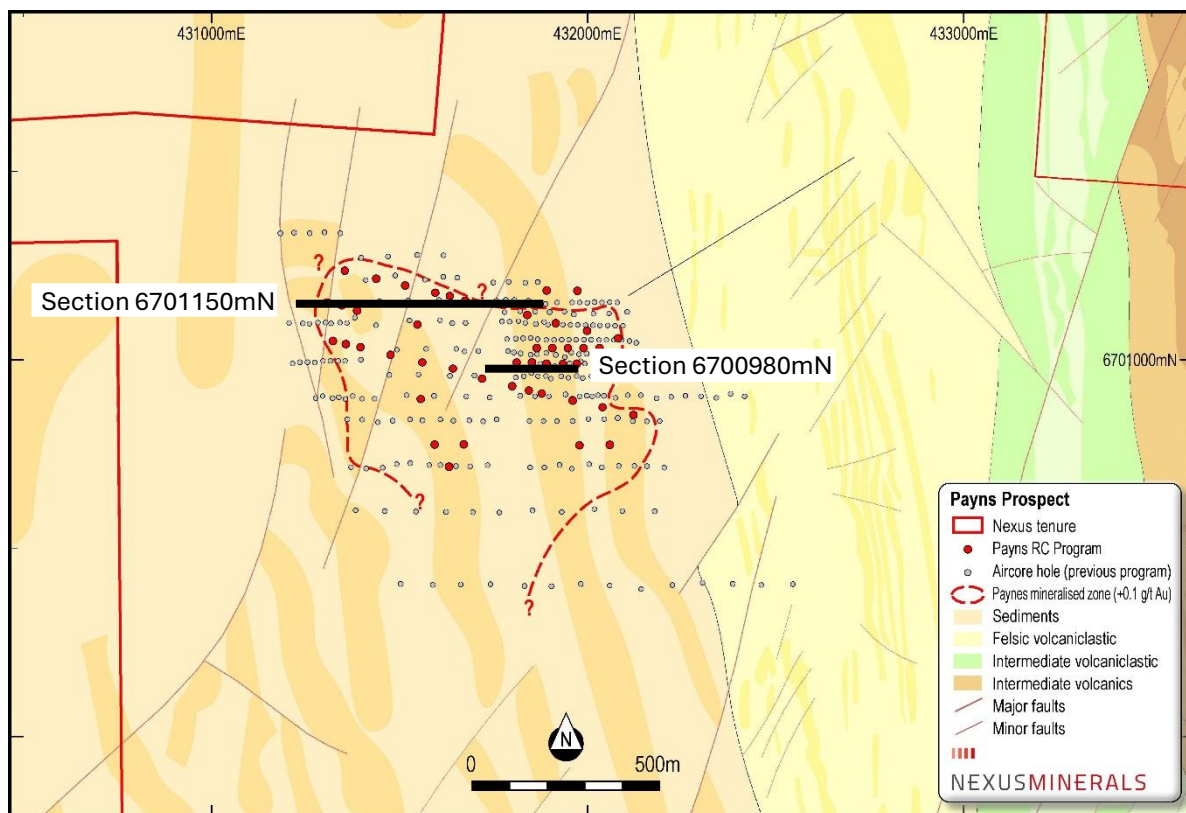 431000mE
432000mE
433000mE
?
?
Section 6701150mN
6701000mN
Section 6700980mN
?
?
Payns Prospect
Nexus tenure
Payns RC Program
Aircore hole (previous program)
Paynes mineralised zone (+0.1 g/t Au)
Sediments
Felsic volcaniclastic
Intermediate volcaniclastic
Intermediate volcanics
Major faults
Minor faults
NEXUSMINERALS
N
0 500m